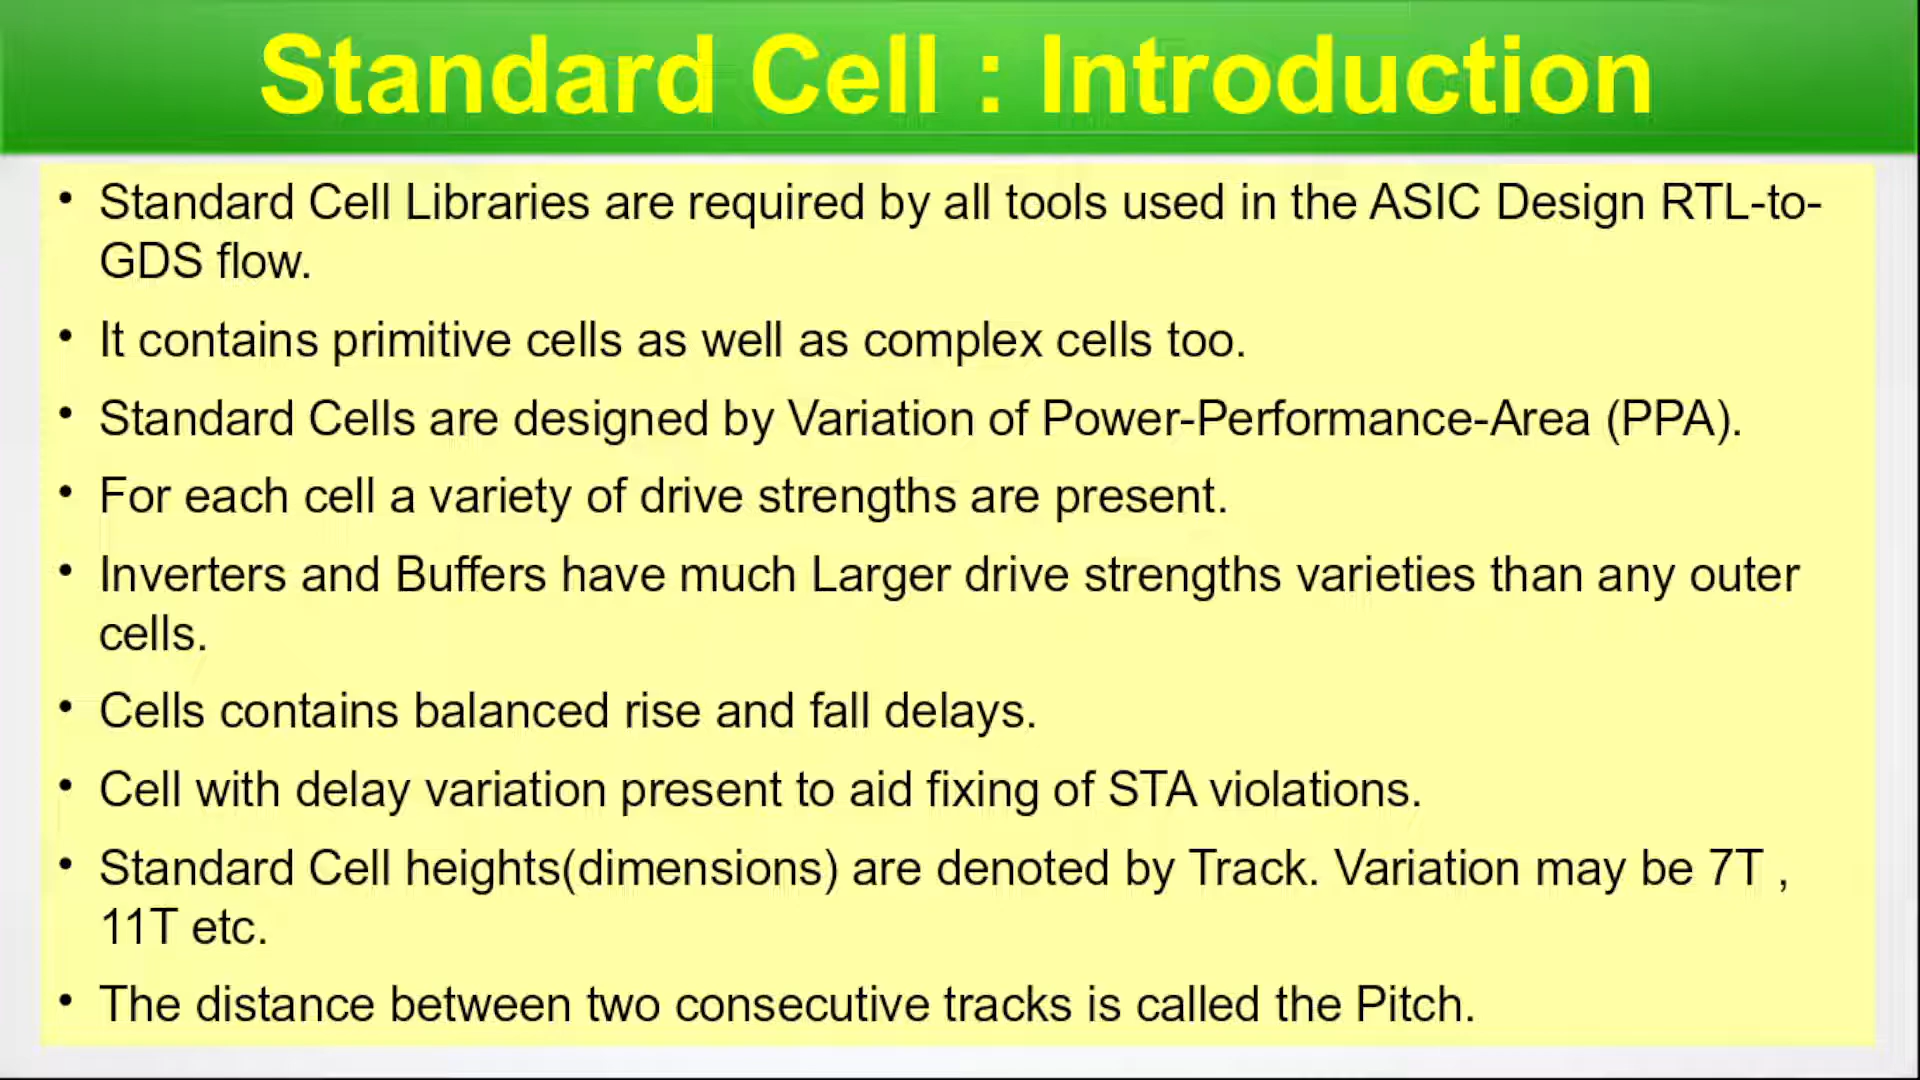 Standard Cell : Introduction
• Standard Cell Libraries are required by all tools used in the ASIC Design RTL-to-
GDS flow.
• It contains primitive cells as well as complex cells too.
• Standard Cells are designed by Variation of Power-Performance-Area (PPA).
• For each cell a variety of drive strengths are present.
• Inverters and Buffers have much Larger drive strengths varieties than any outer
cells.
• Cells contains balanced rise and fall delays.
• Cell with delay variation present to aid fixing of STA violations.
• Standard Cell heights(dimensions) are denoted by Track. Variation may be 7T ,
11T etc.
• The distance between two consecutive tracks is called the Pitch.